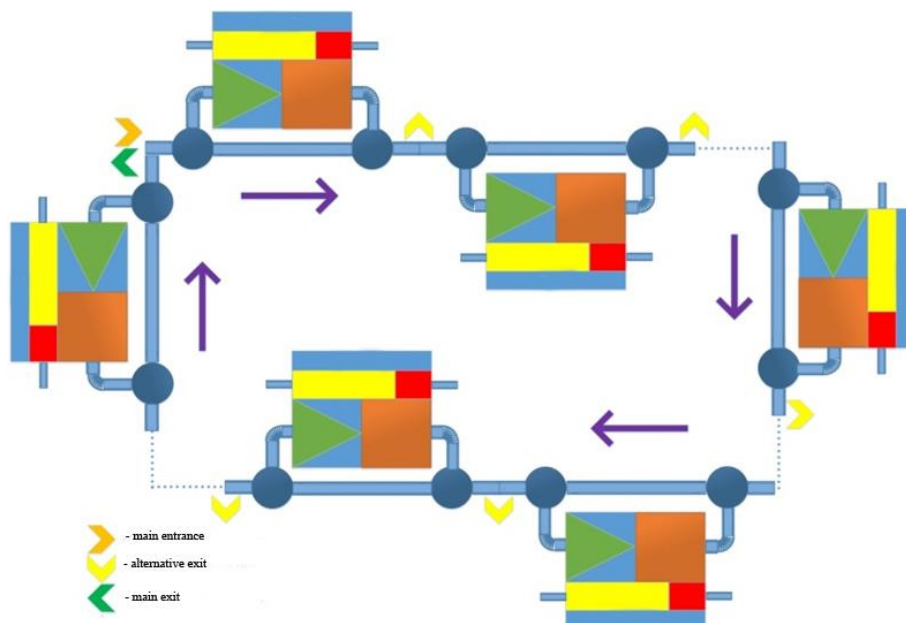 - main entrance
- alternative exit
- main exit